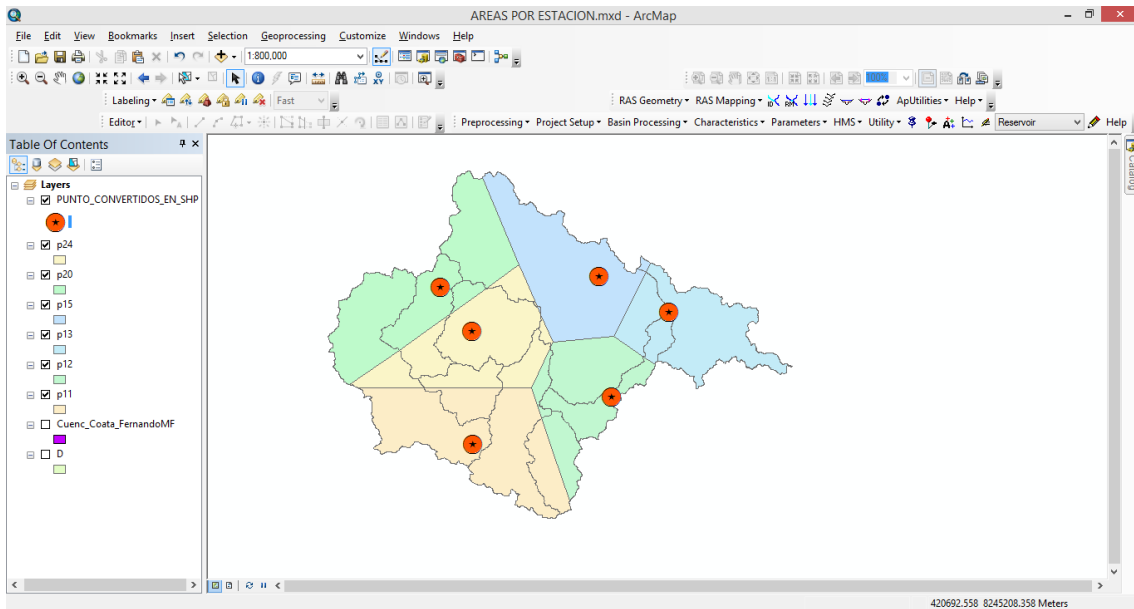 AREAS POR ESTACION.mxd - ArcMap
File Edit View Bookmarks Insert Selection Geoprocessing Customize Windows Help
1:800,000
100%
Labeling Fast RAS Geometry RAS Mapping ApUtilities Help
Editor Preprocessing Project Setup Basin Processing Characteristics Parameters HMS Utility Reservoir Help
Table Of Contents
Catalog
Layers
PUNTO_CONVERTIDOS_EN_SHP
p24
p20
p15
p13
p12
p11
Cuenc_Coata_FernandoMF
D
420692.558 8245208.358 Meters